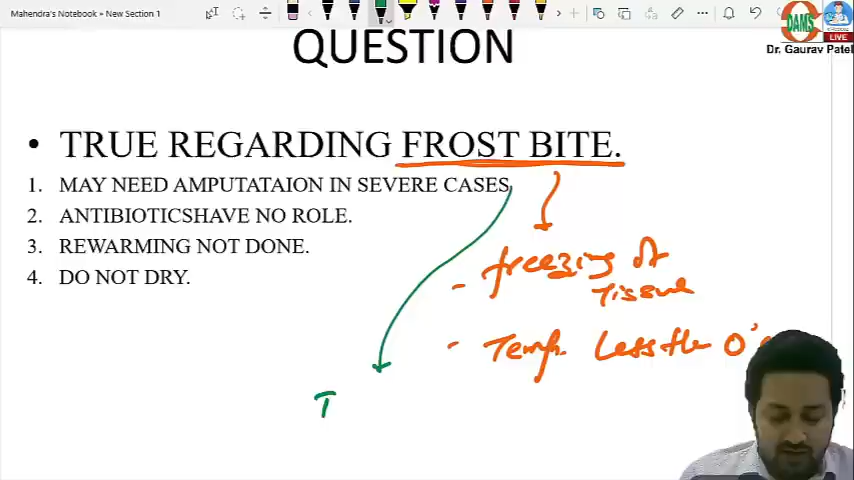 Mahendra's Notebook » New Section 1
DAMS
LIVE
Dr. Gaurav Patel
QUESTION
• TRUE REGARDING FROST BITE.
1. MAY NEED AMPUTATAION IN SEVERE CASES
2. ANTIBIOTICSHAVE NO ROLE.
3. REWARMING NOT DONE.
4. DO NOT DRY.
- freezing of
Tissue
- Temp. Less the 0°
T